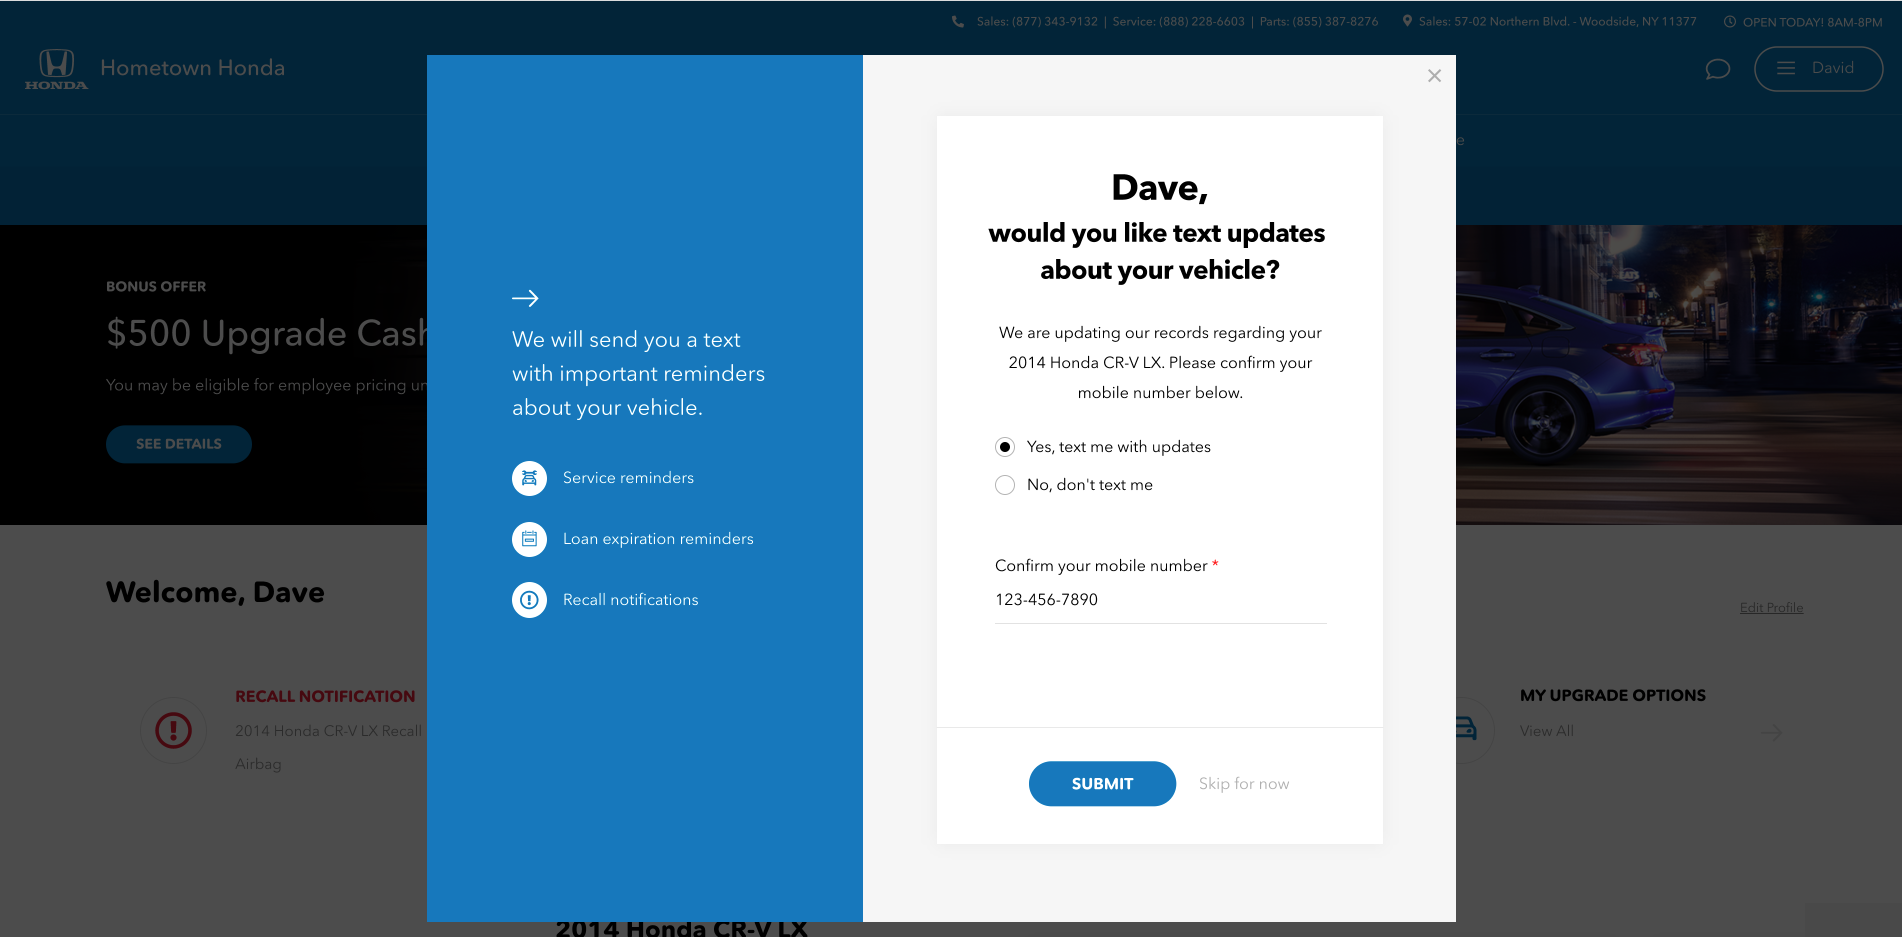 Sales: (877) 343-9132 | Service: (888) 228-6603 | Parts: (855) 387-8276 Sales: 57-02 Northern Blvd. - Woodside, NY 11377 OPEN TODAY! 8AM-8PM
HONDA Hometown Honda
David
BONUS OFFER
$500 Upgrade Cash
You may be eligible for employee pricing un
SEE DETAILS
Welcome, Dave
Edit Profile
RECALL NOTIFICATION
2014 Honda CR-V LX Recall
Airbag
MY UPGRADE OPTIONS
View All
2014 Honda CR-V LX
We will send you a text
with important reminders
about your vehicle.
Service reminders
Loan expiration reminders
Recall notifications
Dave,
would you like text updates
about your vehicle?
We are updating our records regarding your
2014 Honda CR-V LX. Please confirm your
mobile number below.
Yes, text me with updates
No, don't text me
Confirm your mobile number *
123-456-7890
SUBMIT
Skip for now